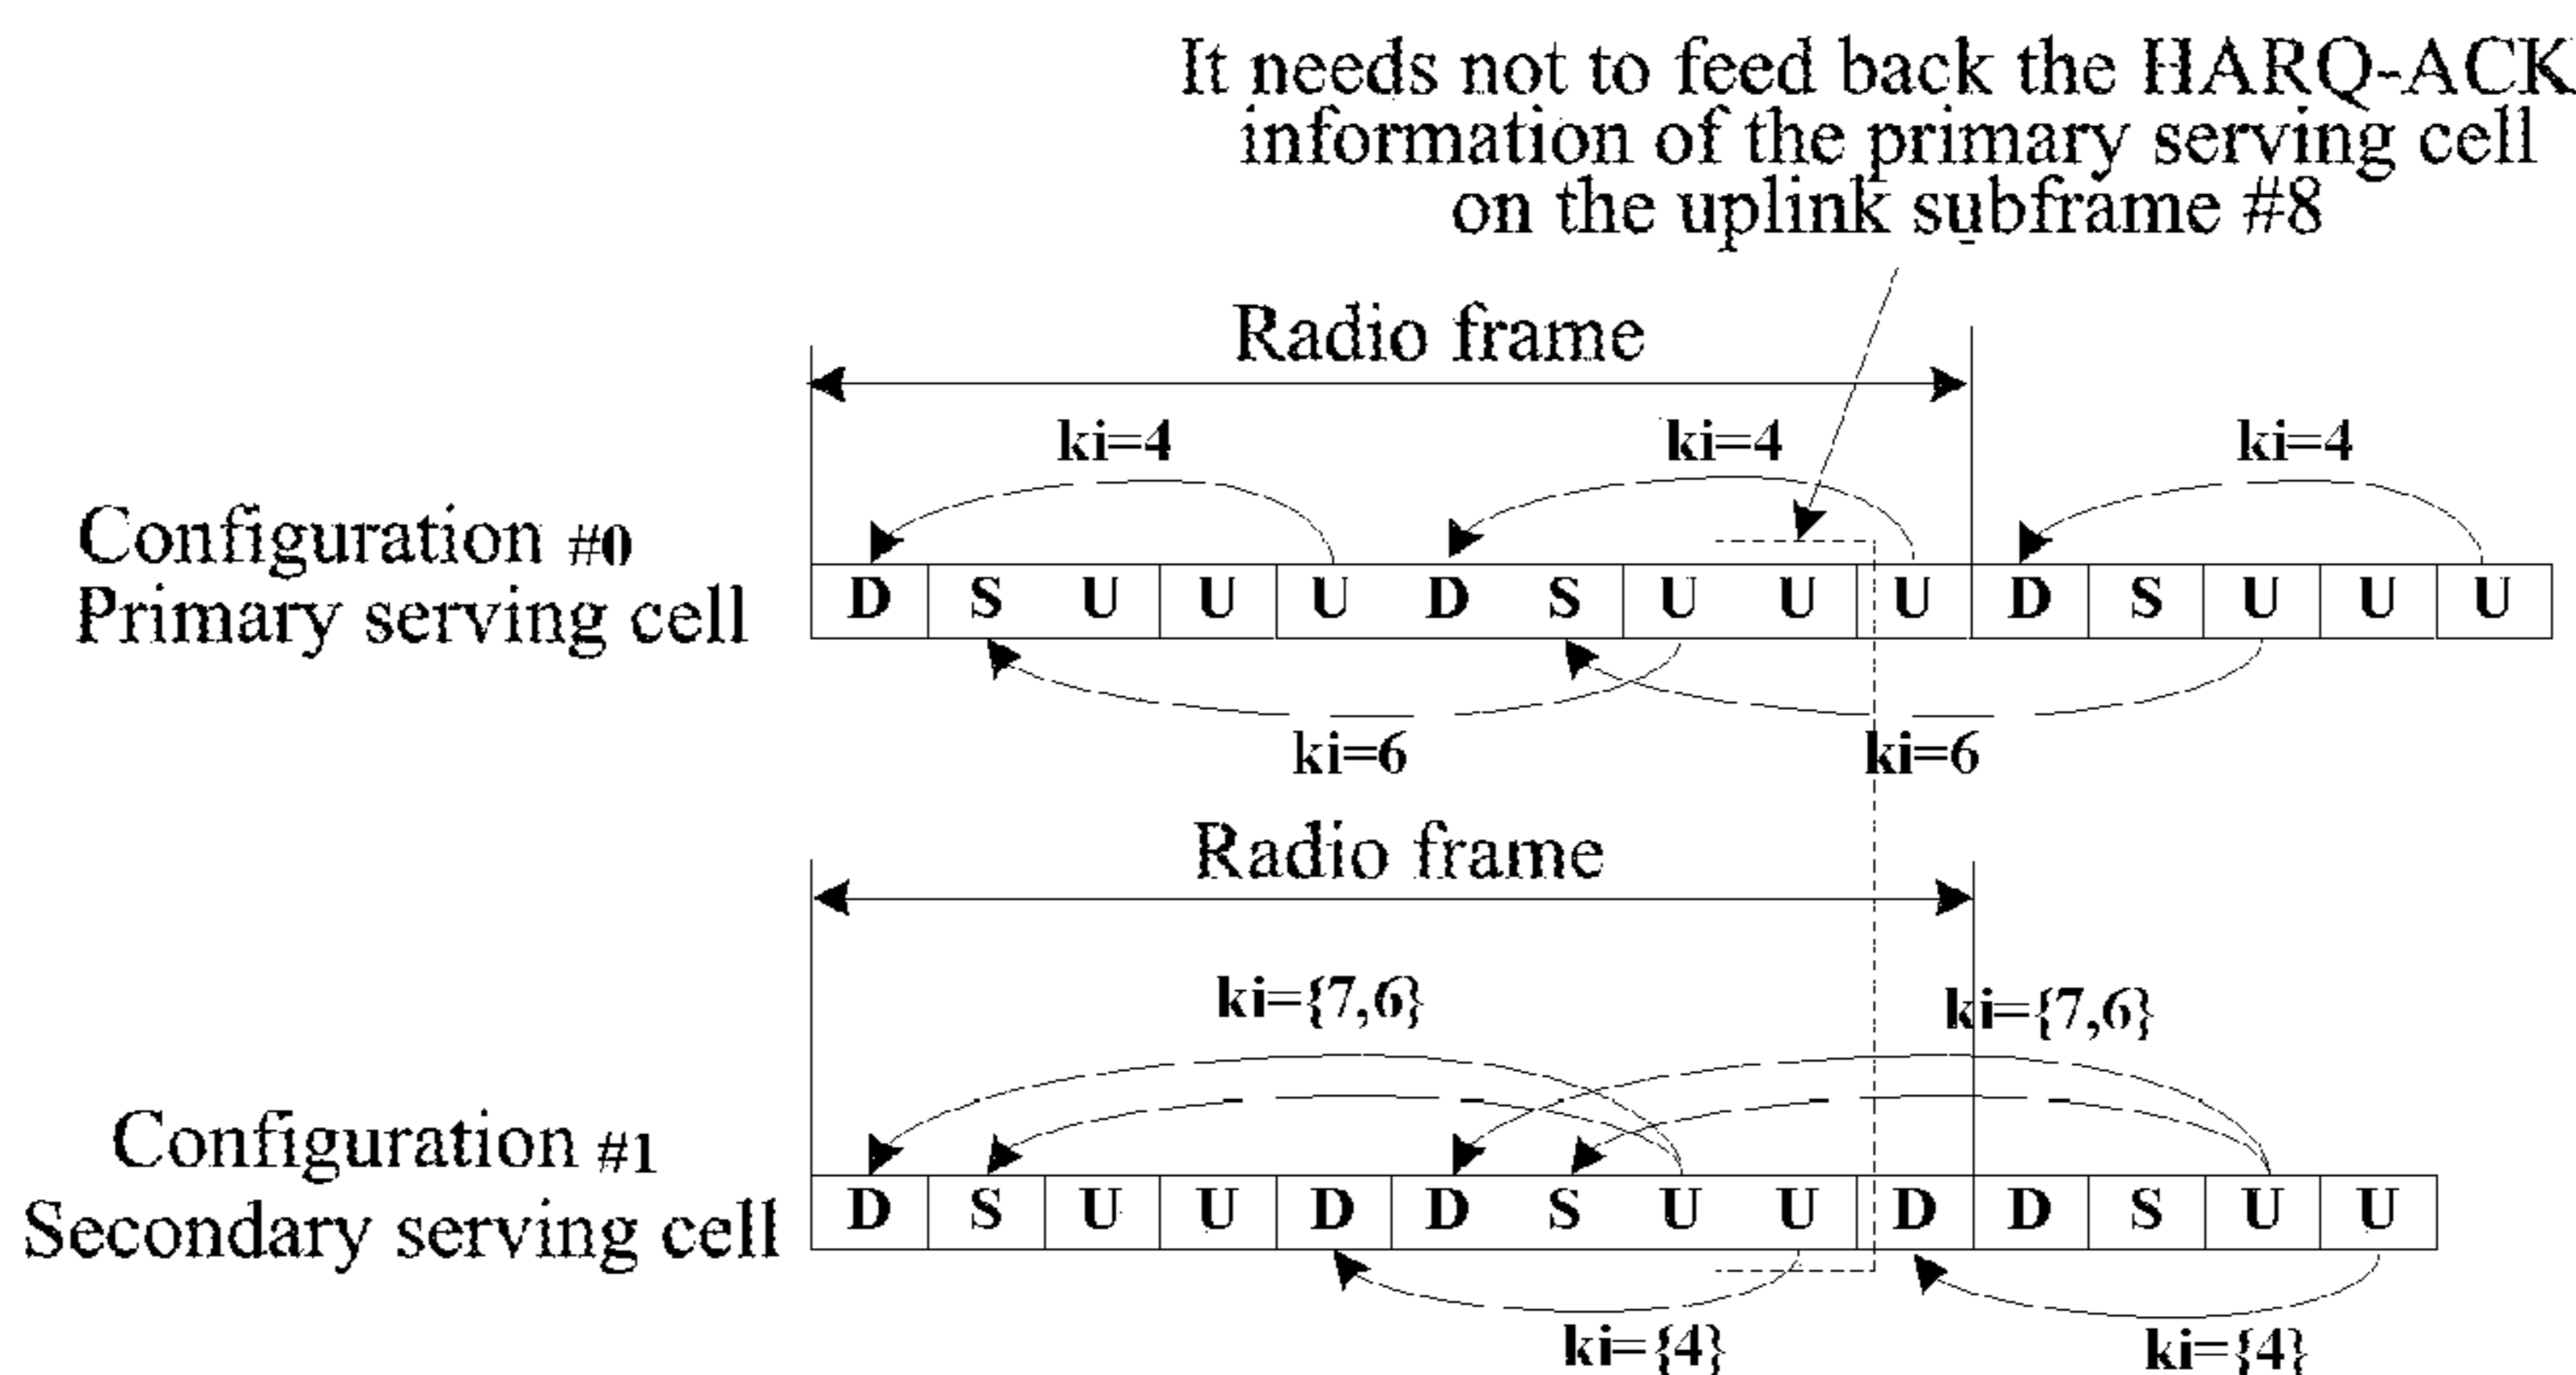 It needs not to feed back the HARQ-ACK
information of the primary serving cell
on the uplink subframe #8
Radio frame
ki=4 ki=4 ki=4
Configuration #0
Primary serving cell
D S U U U D S U U U D S U U U
ki=6 ki=6
Radio frame
ki={7,6} ki={7,6}
Configuration #1
Secondary serving cell
D S U U D D S U U D D S U U
ki={4} ki={4}